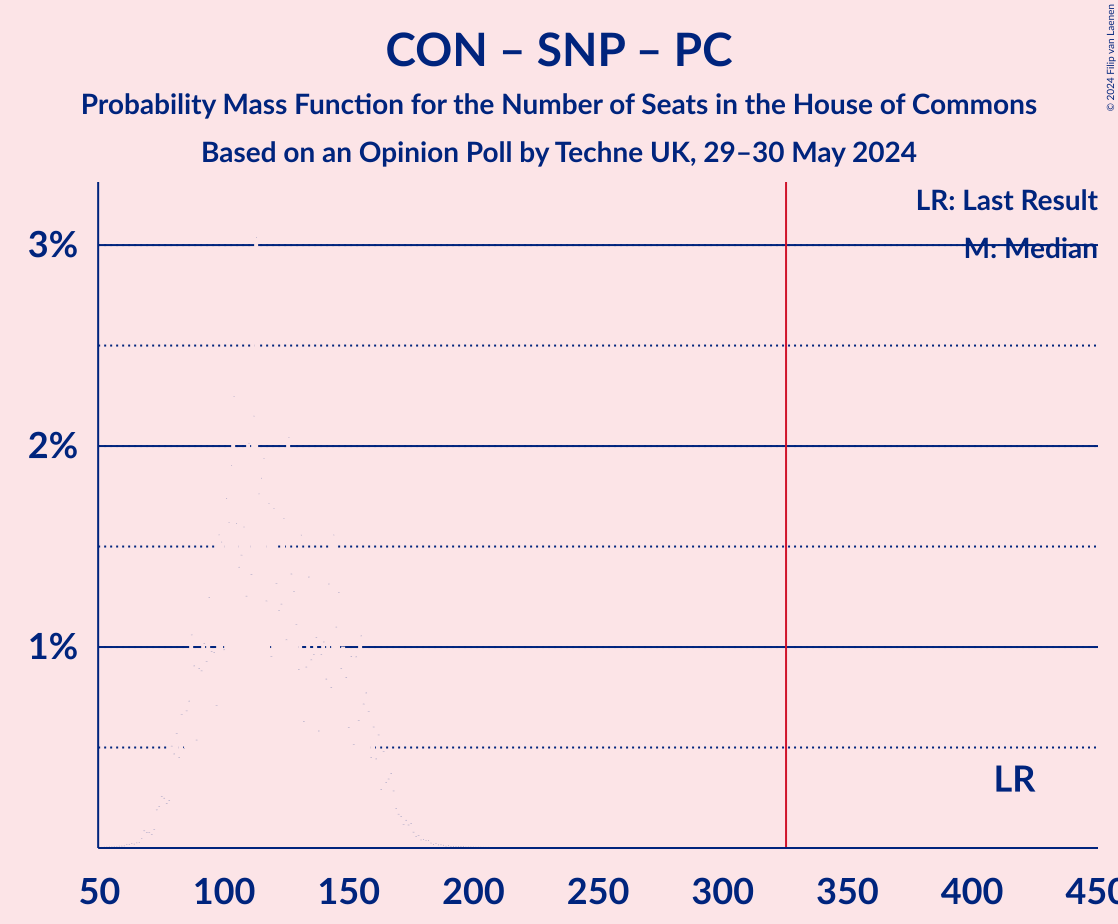 CON – SNP – PC
Probability Mass Function for the Number of Seats in the House of Commons
Based on an Opinion Poll by Techne UK, 29–30 May 2024
© 2024 Filip van Laenen
LR: Last Result
M: Median
3%
2%
1%
LR
50 100 150 200 250 300 350 400 450